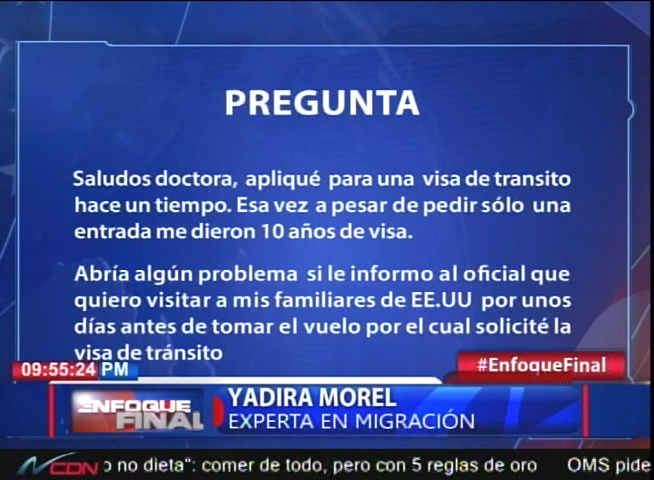 PREGUNTA
Saludos doctora, apliqué para una visa de transito
hace un tiempo. Esa vez a pesar de pedir sólo una
entrada me dieron 10 años de visa.
Abría algún problema si le informo al oficial que
quiero visitar a mis familiares de EE.UU por unos
días antes de tomar el vuelo por el cual solicité la
visa de tránsito
09:55:24 PM
#EnfoqueFinal
ENFOQUE
FINAL
YADIRA MOREL
EXPERTA EN MIGRACIÓN
NCDN
o no dieta": comer de todo, pero con 5 reglas de oro OMS pide